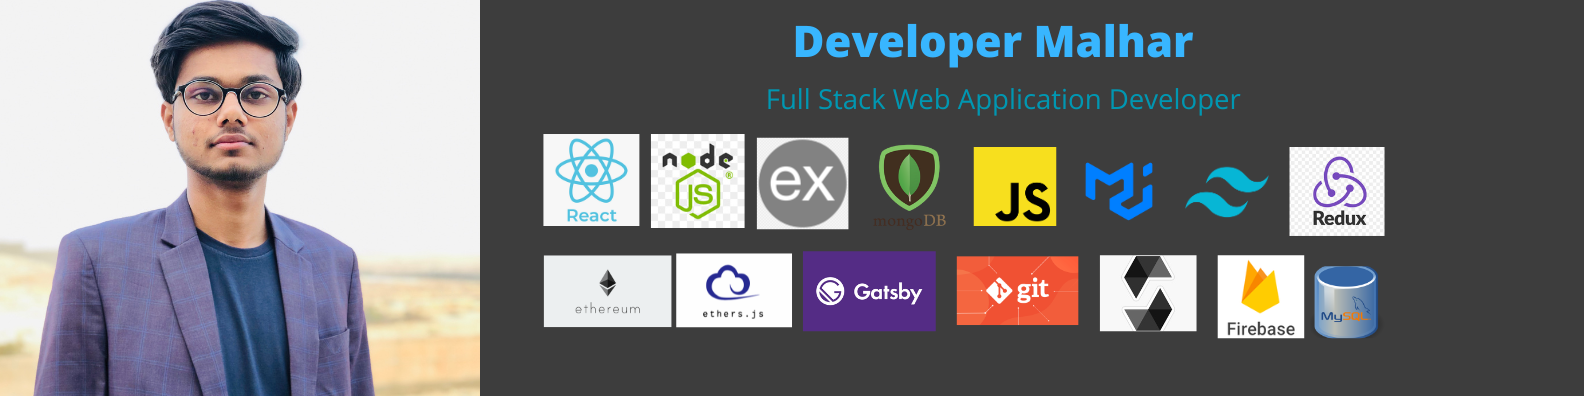 Developer Malhar
Full Stack Web Application Developer
React
node
JS
®
ex
mongoDB
JS
Redux
ethereum
ethers.js
Gatsby
git
Firebase
MySQL